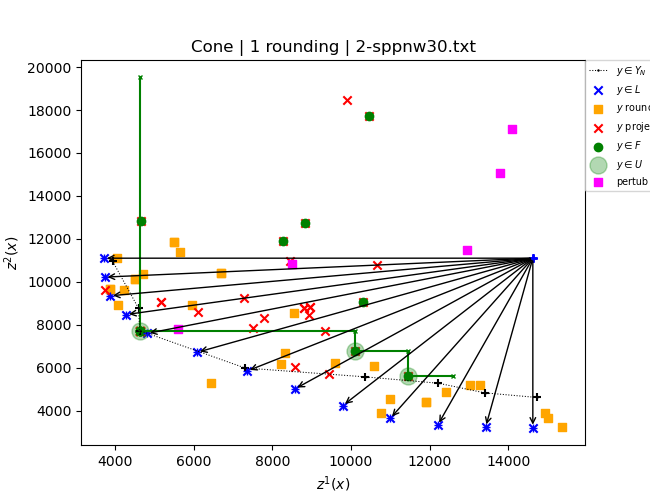 Cone | 1 rounding | 2-sppnw30.txt
20000
18000
16000
14000
12000
10000
8000
6000
4000
z²(x)
4000 6000 8000 10000 12000 14000
z¹(x)
y ∈ Y_N
y ∈ L
y round
y proje
y ∈ F
y ∈ U
pertub